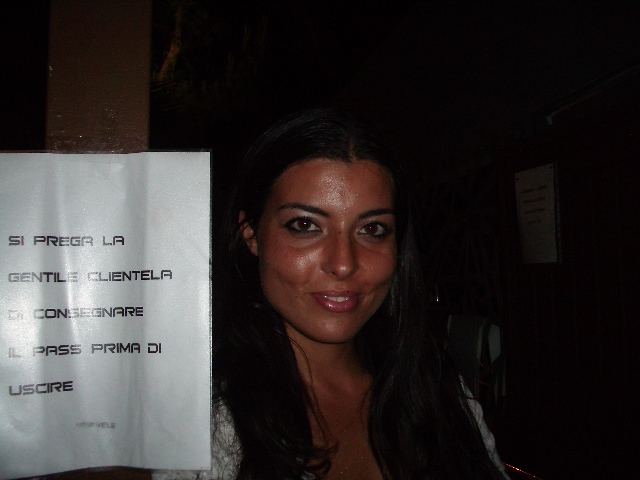 SI PREGA LA
GENTILE CLIENTELA
DI CONSEGNARE
IL PASS PRIMA DI
USCIRE